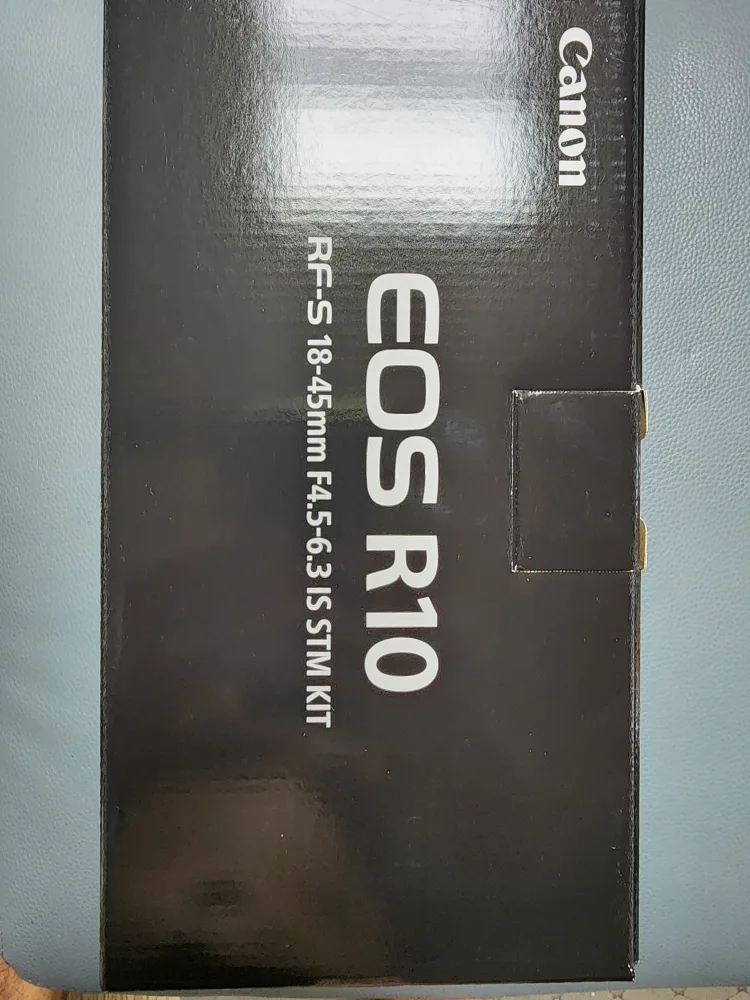 Canon
EOS R10
RF-S 18-45mm F4.5-6.3 IS STM KIT